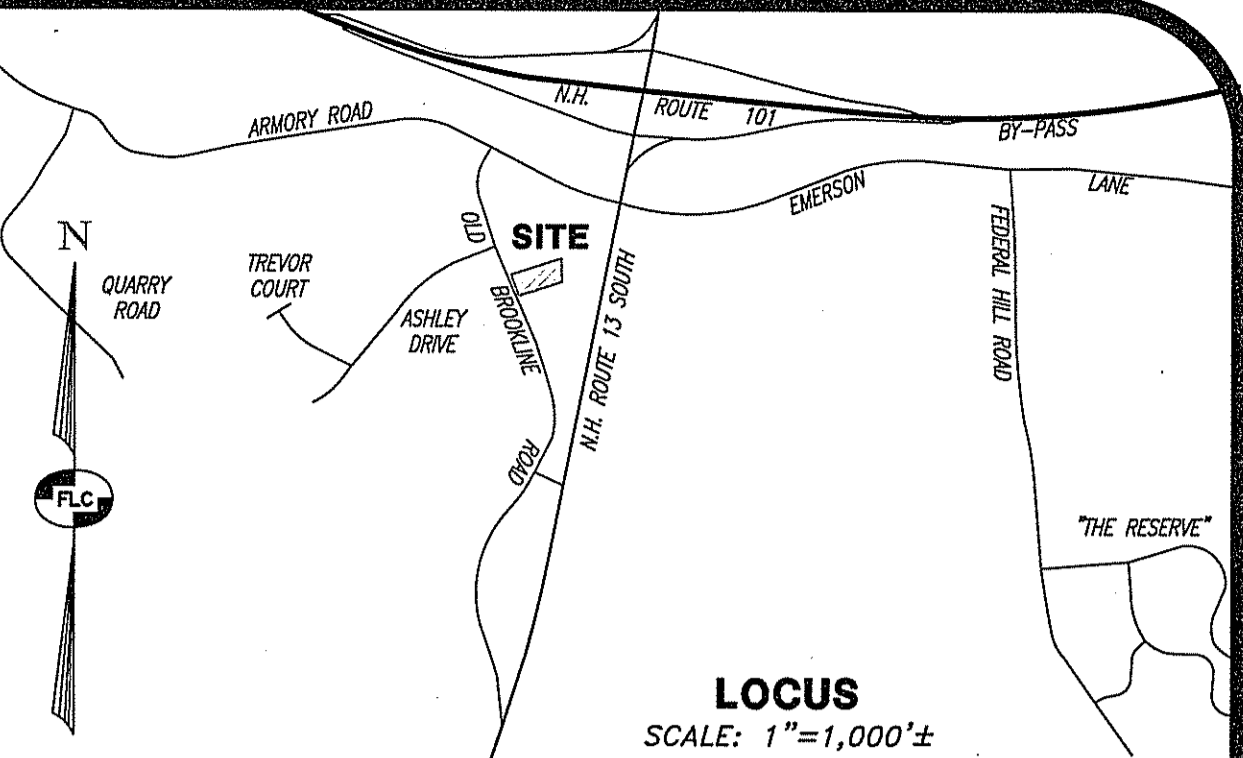 N.H. ROUTE 101 BY-PASS
ARMORY ROAD
EMERSON LANE
N
QUARRY
ROAD
TREVOR
COURT
ASHLEY
DRIVE
OLD BROOKLINE ROAD
SITE
N.H. ROUTE 13 SOUTH
FEDERAL HILL ROAD
FLC
"THE RESERVE"
LOCUS
SCALE: 1"=1,000'±